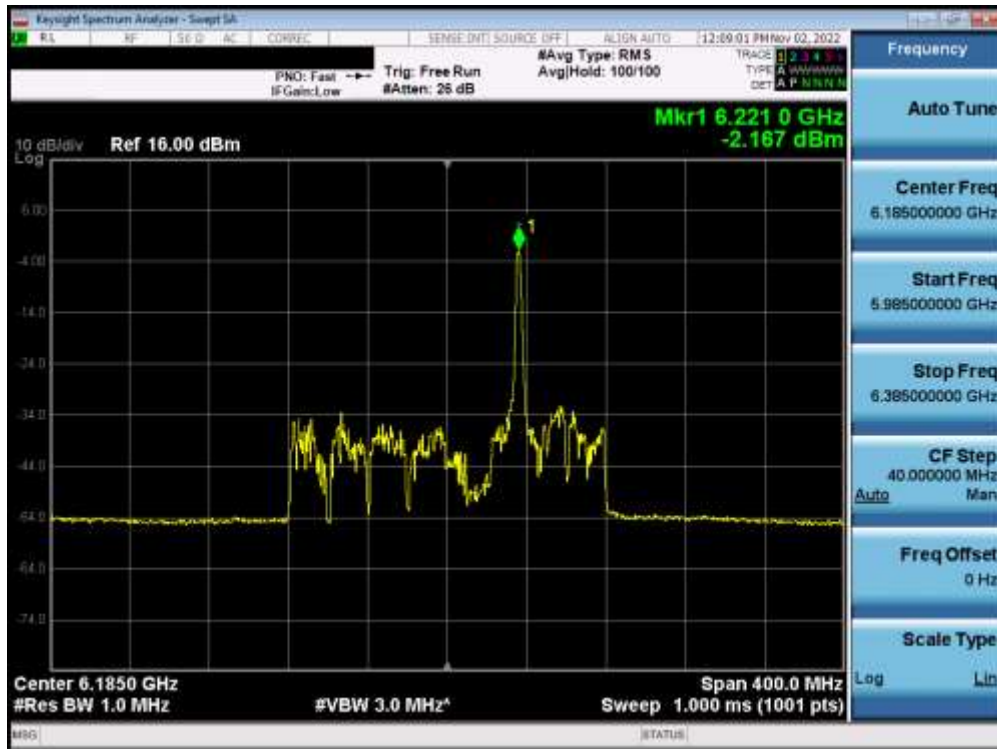 Keysight Spectrum Analyzer - Swept SA
RL RF 50 Ω AC CORREC SENSE:INT SOURCE OFF ALIGN AUTO 12:09:01 PM Nov 02, 2022
PNO: Fast
IFGain:Low
Trig: Free Run
#Atten: 26 dB
#Avg Type: RMS
Avg|Hold: 100/100
TRACE 1 2 3 4 5 6
TYPE A WWWWW
DET A P N N N N
Mkr1 6.221 0 GHz
-2.167 dBm
10 dB/div Ref 16.00 dBm
Log
6.00
-4.00
-14.0
-24.0
-34.0
-44.0
-54.0
-64.0
-74.0
1
Center 6.1850 GHz
Span 400.0 MHz
#Res BW 1.0 MHz
#VBW 3.0 MHz*
Sweep 1.000 ms (1001 pts)
MSG STATUS
Frequency
Auto Tune
Center Freq
6.185000000 GHz
Start Freq
5.985000000 GHz
Stop Freq
6.385000000 GHz
CF Step
40.000000 MHz
Auto Man
Freq Offset
0 Hz
Scale Type
Log Lin